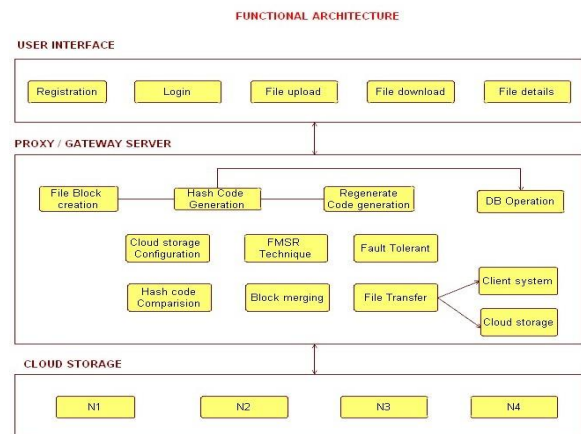 FUNCTIONAL ARCHITECTURE
USER INTERFACE
Registration
Login
File upload
File download
File details
PROXY / GATEWAY SERVER
File Block
creation
Hash Code
Generation
Regenerate
Code generation
DB Operation
Cloud storage
Configuration
FMSR
Technique
Fault Tolerant
Client system
Hash code
Comparision
Block merging
File Transfer
Cloud storage
CLOUD STORAGE
N1
N2
N3
N4